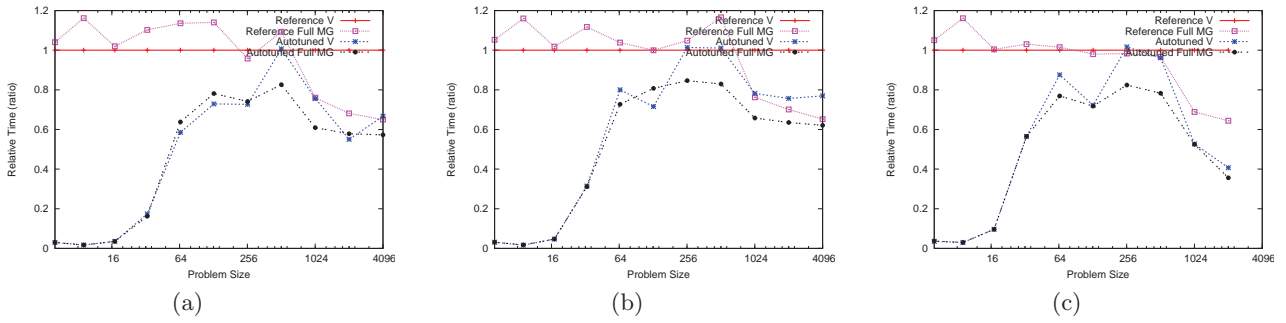 Relative Time (ratio)
1.2
1
0.8
0.6
0.4
0.2
0
16
64
256
1024
4096
Problem Size
Reference V
Reference Full MG
Autotuned V
Autotuned Full MG
(a)
Relative Time (ratio)
1.2
1
0.8
0.6
0.4
0.2
0
16
64
256
1024
4096
Problem Size
Reference V
Reference Full MG
Autotuned V
Autotuned Full MG
(b)
Relative Time (ratio)
1.2
1
0.8
0.6
0.4
0.2
0
16
64
256
1024
4096
Problem Size
Reference V
Reference Full MG
Autotuned V
Autotuned Full MG
(c)